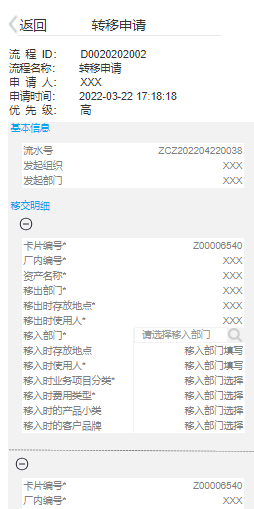 返回 转移申请
流 程 ID： D0020202002
流程名称： 转移申请
申 请 人： XXX
申请时间： 2022-03-22 17:18:18
优 先 级： 高
基本信息
流水号 ZCZ202204220038
发起组织 XXX
发起部门 XXX
移交明细
卡片编号* Z00006540
厂内编号* XXX
资产名称* XXX
移出部门* XXX
移出时存放地点* XXX
移出时使用人* XXX
移入部门* 请选择移入部门
移入时存放地点 移入部门填写
移入时使用人* 移入部门填写
移入时业务项目分类* 移入部门选择
移入时费用类型* 移入部门选择
移入时的产品小类 移入部门选择
移入时的客户品牌 移入部门选择
卡片编号* Z00006540
厂内编号* XXX